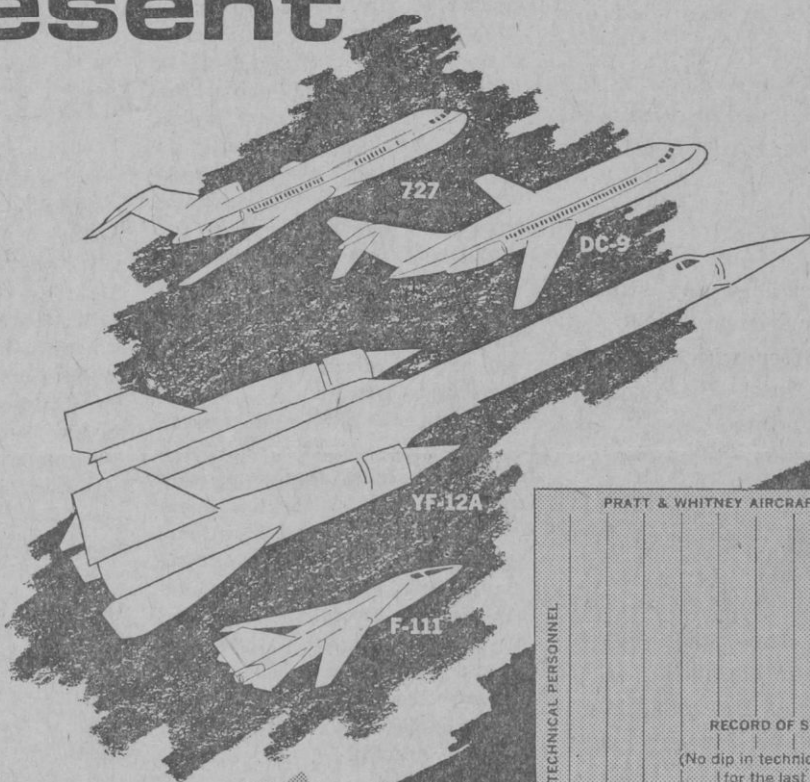 esent
727
DC-9
YF-12A
F-111
PRATT & WHITNEY AIRCRAF
TECHNICAL PERSONNEL
RECORD OF S
(No dip in techni
for the last